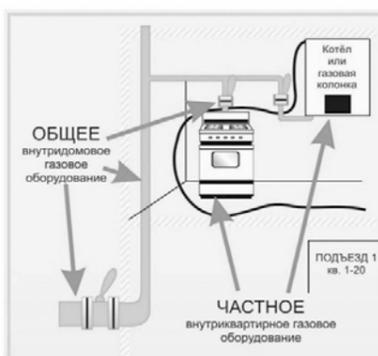 Котёл
или
газовая
колонка
ОБЩЕЕ
внутридомовое
газовое
оборудование
ПОДЪЕЗД 1
кв. 1-20
ЧАСТНОЕ
внутриквартирное газовое
оборудование